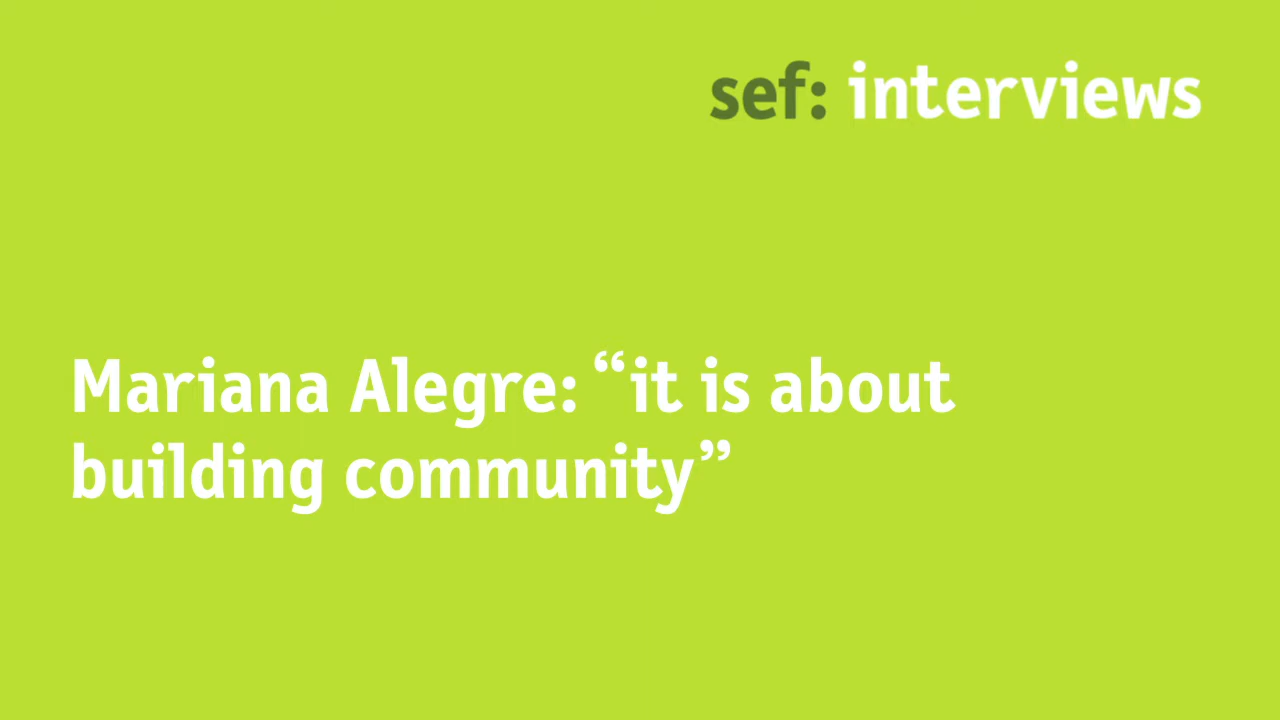 sef: interviews
Mariana Alegre: “it is about
building community”